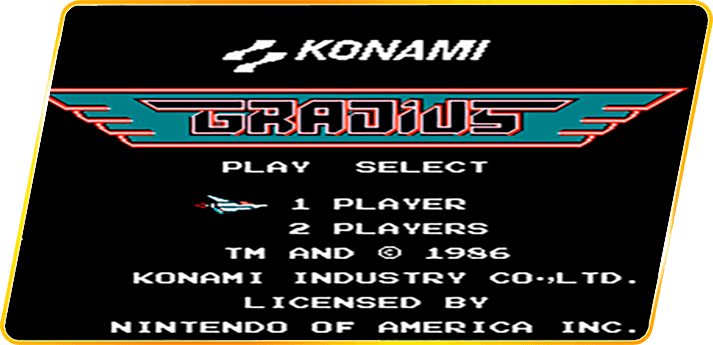 KONAMI
GRADIUS
PLAY SELECT
1 PLAYER
2 PLAYERS
TM AND © 1986
KONAMI INDUSTRY CO.,LTD.
LICENSED BY
NINTENDO OF AMERICA INC.